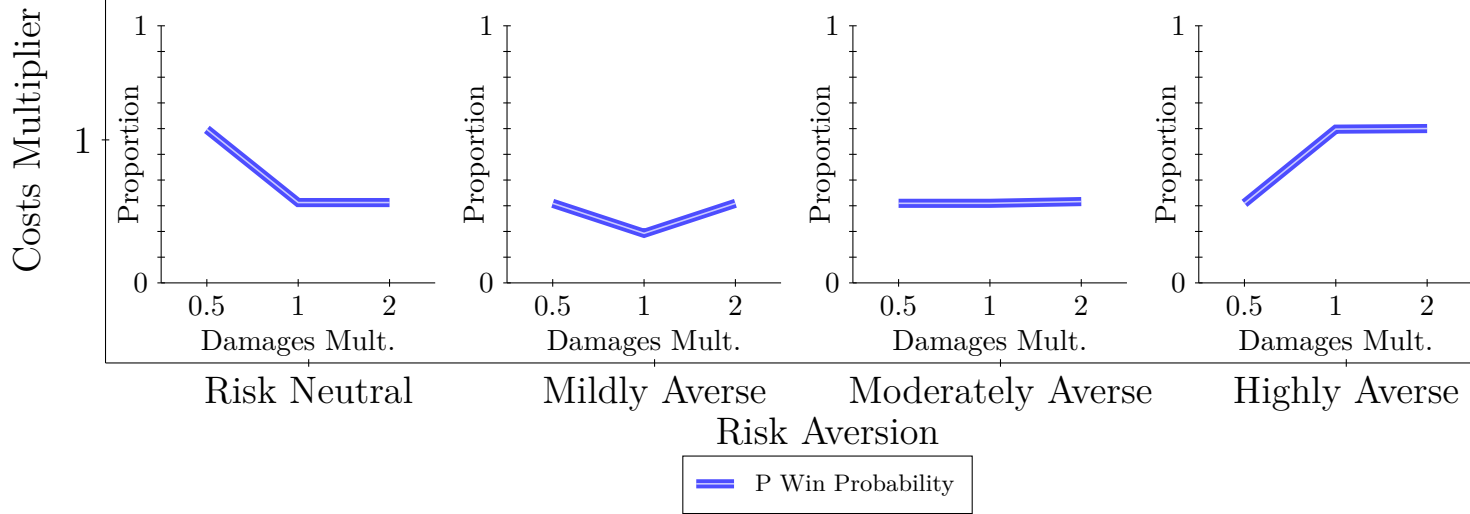 Costs Multiplier
1
1
Proportion
0
0.5 1 2
Damages Mult.
1
Proportion
0
0.5 1 2
Damages Mult.
1
Proportion
0
0.5 1 2
Damages Mult.
1
Proportion
0
0.5 1 2
Damages Mult.
Risk Neutral
Mildly Averse
Moderately Averse
Highly Averse
Risk Aversion
P Win Probability